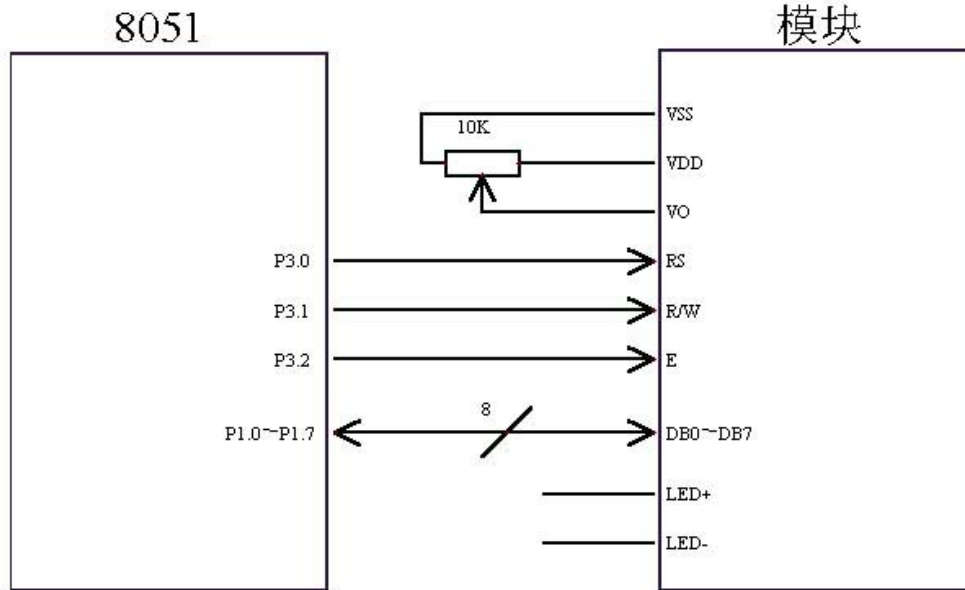 8051
模块
VSS
10K
VDD
VO
P3.0
RS
P3.1
R/W
P3.2
E
8
P1.0~P1.7
DB0~DB7
LED+
LED-